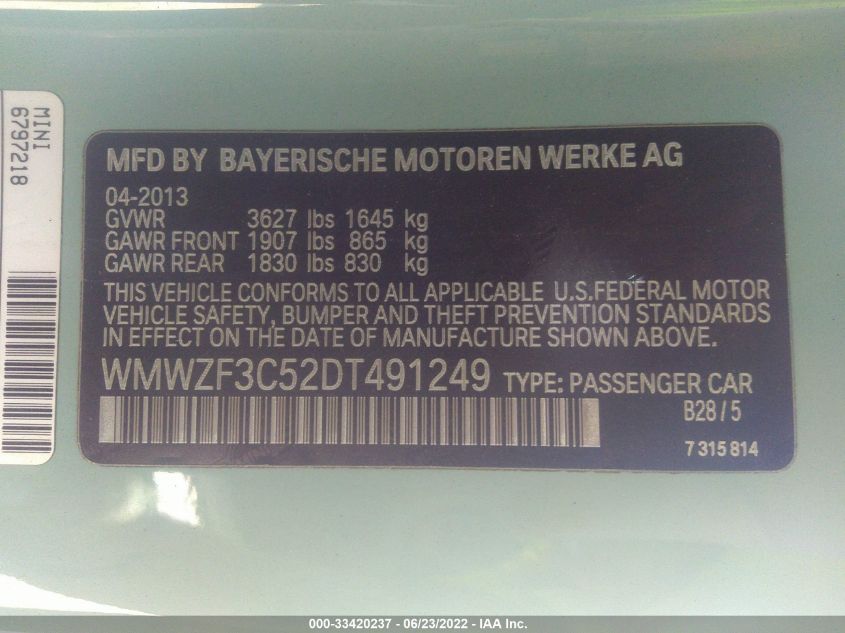 MINI
6797218
MFD BY BAYERISCHE MOTOREN WERKE AG
04-2013
GVWR 3627 lbs 1645 kg
GAWR FRONT 1907 lbs 865 kg
GAWR REAR 1830 lbs 830 kg
THIS VEHICLE CONFORMS TO ALL APPLICABLE U.S.FEDERAL MOTOR
VEHICLE SAFETY, BUMPER AND THEFT PREVENTION STANDARDS
IN EFFECT ON THE DATE OF MANUFACTURE SHOWN ABOVE.
WMWZF3C52DT491249 TYPE: PASSENGER CAR
B28 / 5
7 315 814
000-33420237 - 06/23/2022 - IAA Inc.